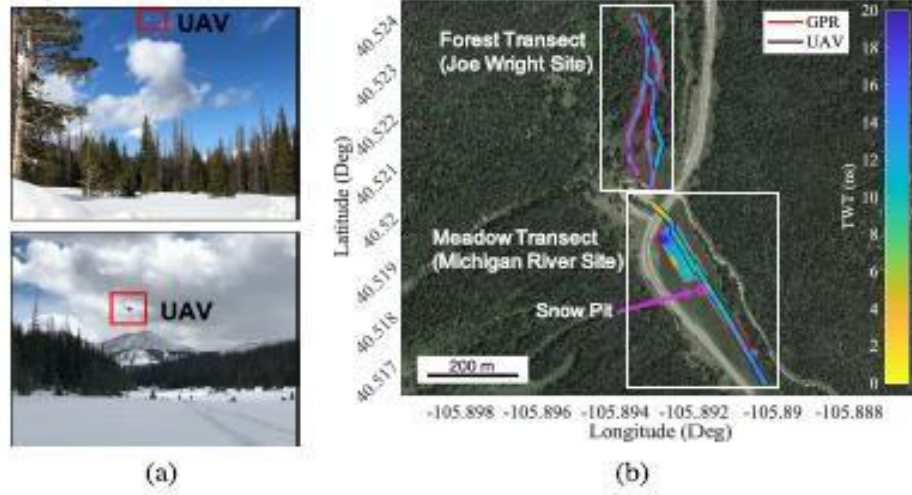 UAV
UAV
(a)
40.524
40.523
40.522
40.521
40.52
40.519
40.518
40.517
Latitude (Deg)
Forest Transect
(Joe Wright Site)
Meadow Transect
(Michigan River Site)
Snow Pit
200 m
GPR
UAV
20
18
16
14
12
10
8
6
4
2
0
TWT (ns)
-105.898 -105.896 -105.894 -105.892 -105.89 -105.888
Longitude (Deg)
(b)